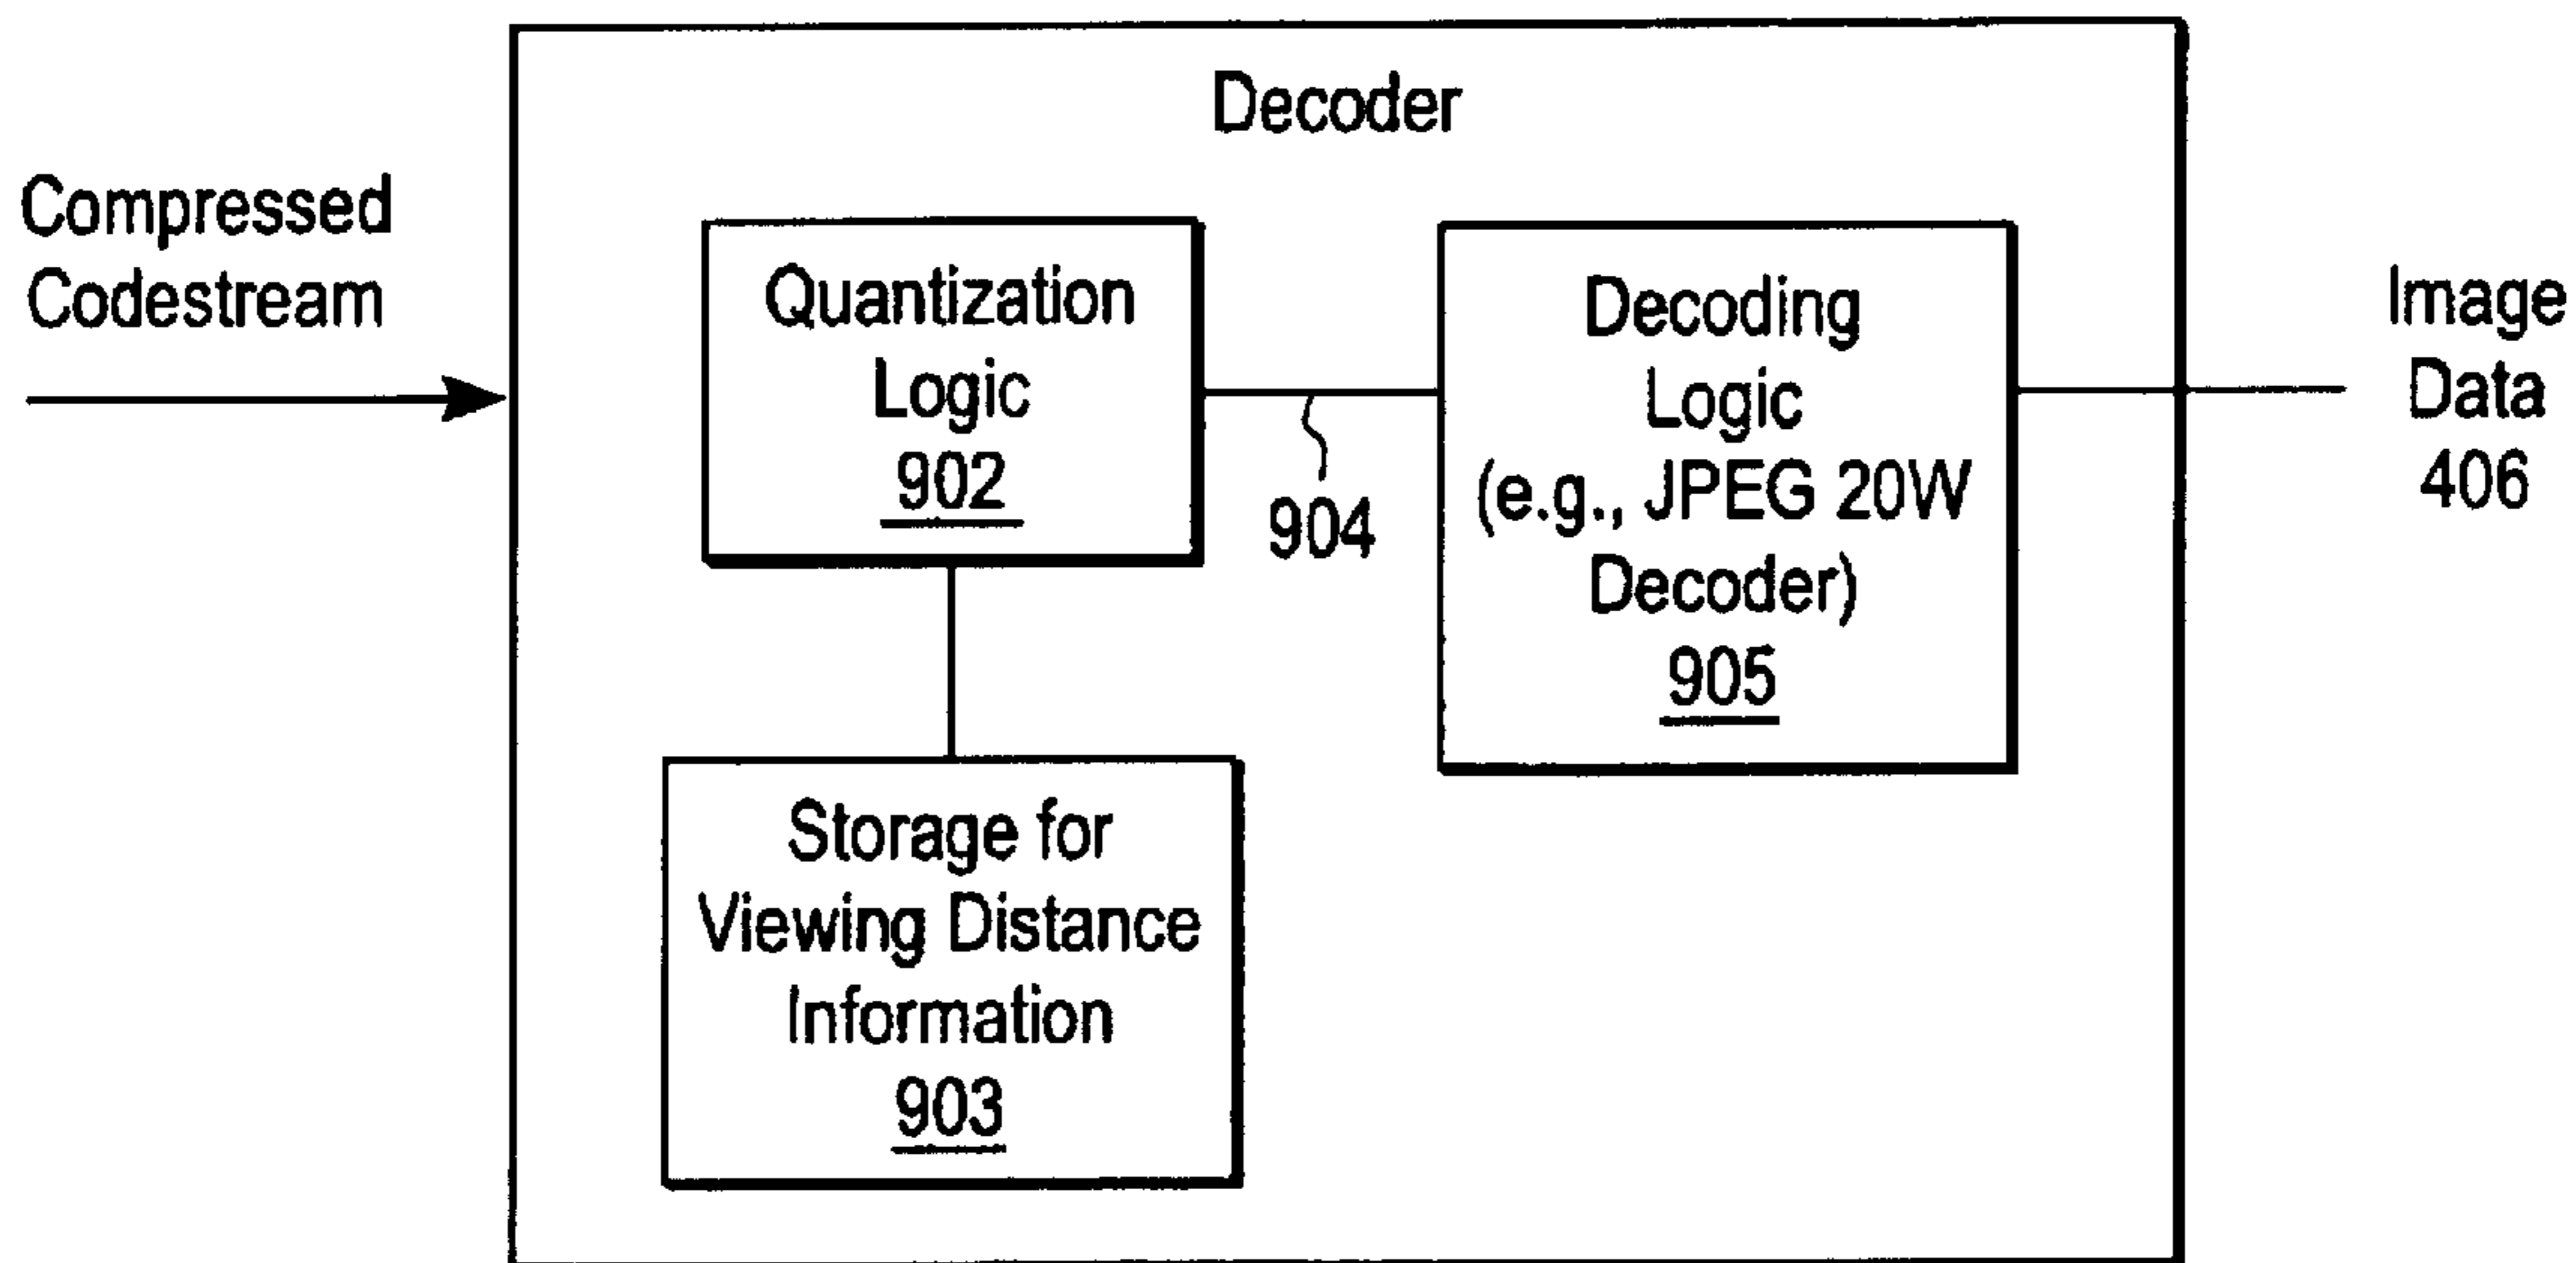 Decoder
Compressed
Codestream
Quantization
Logic
902
904
Decoding
Logic
(e.g., JPEG 20W
Decoder)
905
Image
Data
406
Storage for
Viewing Distance
Information
903